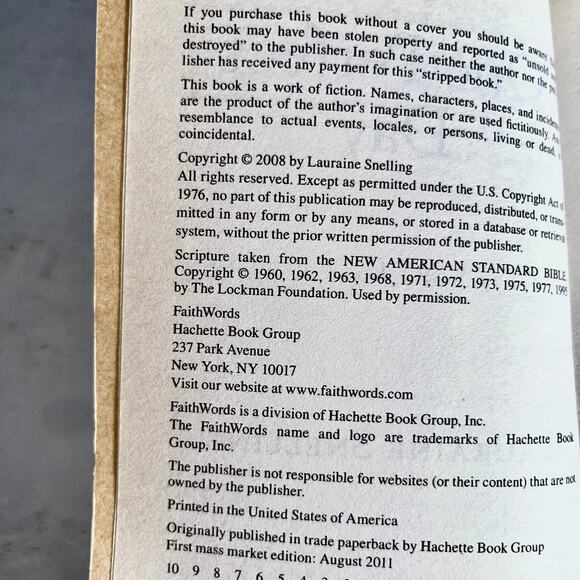 If you purchase this book without a cover you should be aware
this book may have been stolen property and reported as "unsold
destroyed" to the publisher. In such case neither the author nor the
lisher has received any payment for this "stripped book."
This book is a work of fiction. Names, characters, places, and
are the product of the author's imagination or are used fictitiously.
resemblance to actual events, locales, or persons, living or dead,
coincidental.
Copyright © 2008 by Lauraine Snelling
All rights reserved. Except as permitted under the U.S. Copyright Act of
1976, no part of this publication may be reproduced, distributed, or trans-
mitted in any form or by any means, or stored in a database or retrieval
system, without the prior written permission of the publisher.
Scripture taken from the NEW AMERICAN STANDARD BIBLE,
Copyright © 1960, 1962, 1963, 1968, 1971, 1972, 1973, 1975, 1977, 1995
by The Lockman Foundation. Used by permission.
FaithWords
Hachette Book Group
237 Park Avenue
New York, NY 10017
Visit our website at www.faithwords.com
FaithWords is a division of Hachette Book Group, Inc.
The FaithWords name and logo are trademarks of Hachette Book
Group, Inc.
The publisher is not responsible for websites (or their content) that are not
owned by the publisher.
Printed in the United States of America
Originally published in trade paperback by Hachette Book Group
First mass market edition: August 2011
10 9 8 7 6 5 4